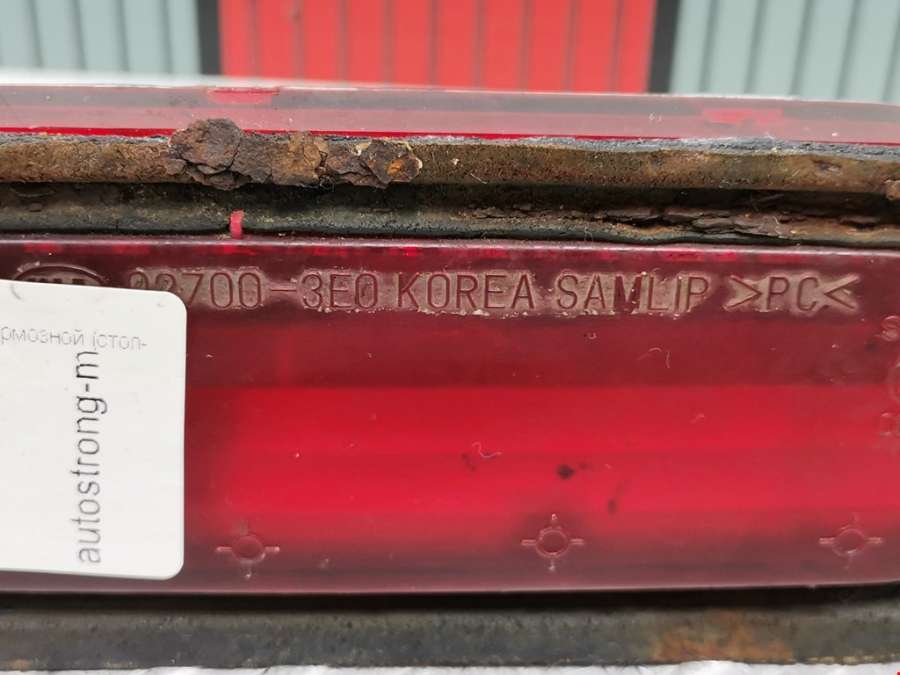 92700-3E0 KOREA SAMLIP >PC<
рмозной (стоп-
autostrong-m